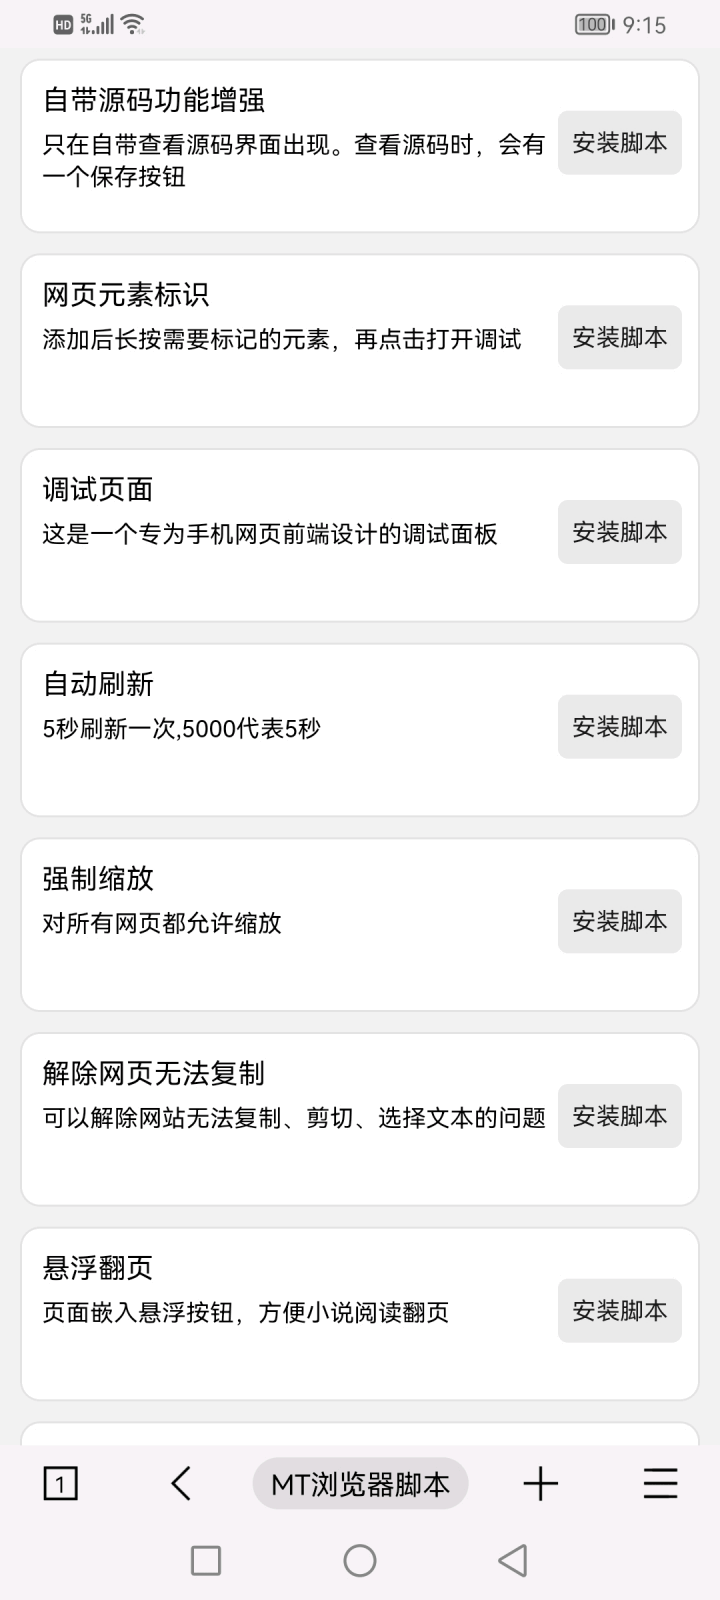 HD 5G 100 9:15
自带源码功能增强
只在自带查看源码界面出现。查看源码时，会有
一个保存按钮
安装脚本
网页元素标识
添加后长按需要标记的元素，再点击打开调试
安装脚本
调试页面
这是一个专为手机网页前端设计的调试面板
安装脚本
自动刷新
5秒刷新一次,5000代表5秒
安装脚本
强制缩放
对所有网页都允许缩放
安装脚本
解除网页无法复制
可以解除网站无法复制、剪切、选择文本的问题
安装脚本
悬浮翻页
页面嵌入悬浮按钮，方便小说阅读翻页
安装脚本
1 MT浏览器脚本